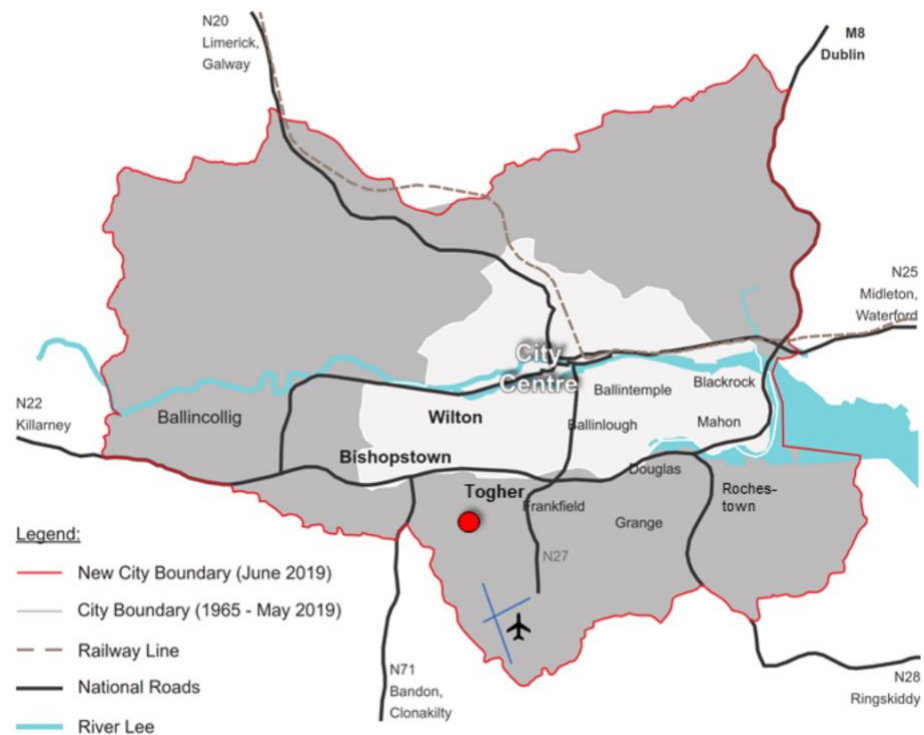 N20
Limerick,
Galway
M8
Dublin
N25
Midleton,
Waterford
City
Centre
Ballintemple
Blackrock
N22
Killarney
Ballincollig
Wilton
Ballinlough
Mahon
Bishopstown
Douglas
Togher
Frankfield
Roches-
town
Grange
N27
Legend:
New City Boundary (June 2019)
City Boundary (1965 - May 2019)
Railway Line
National Roads
River Lee
N71
Bandon,
Clonakilty
N28
Ringskiddy